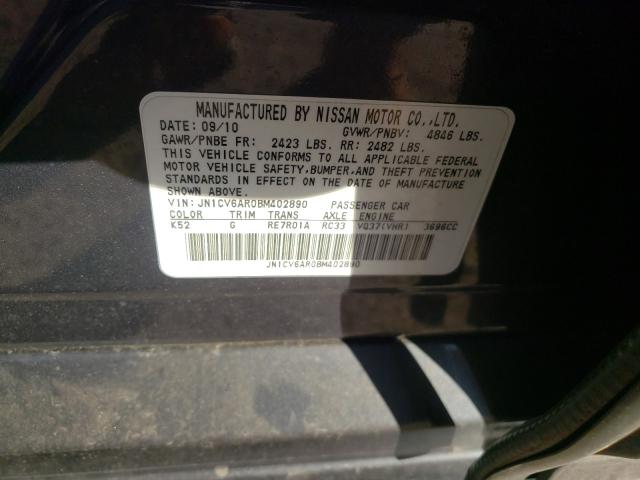 MANUFACTURED BY NISSAN MOTOR CO.,LTD.
DATE: 09/10 GVWR/PNBV: 4846 LBS.
GAWR/PNBE FR: 2423 LBS. RR: 2482 LBS.
THIS VEHICLE CONFORMS TO ALL APPLICABLE FEDERAL
MOTOR VEHICLE SAFETY, BUMPER, AND THEFT PREVENTION
STANDARDS IN EFFECT ON THE DATE OF MANUFACTURE
SHOWN ABOVE.
VIN: JN1CV6AR0BM402890 PASSENGER CAR
COLOR TRIM TRANS AXLE ENGINE
K52 G RE7R01A RC33 VQ37(VHR) 3696CC
JN1CV6AR0BM402890